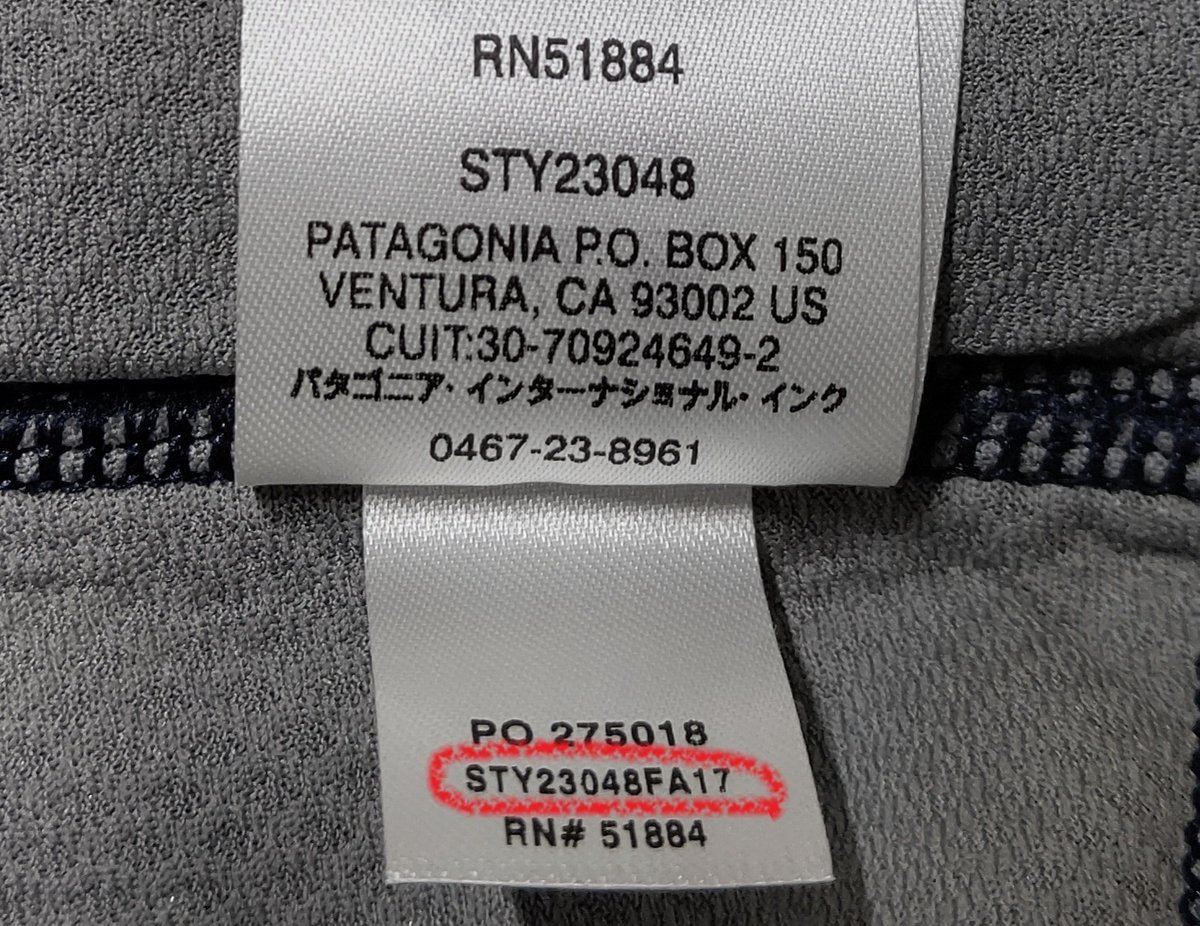 RN51884
STY23048
PATAGONIA P.O. BOX 150
VENTURA, CA 93002 US
CUIT:30-70924649-2
パタゴニア・インターナショナル・インク
0467-23-8961
PO 275018
STY23048FA17
RN# 51884